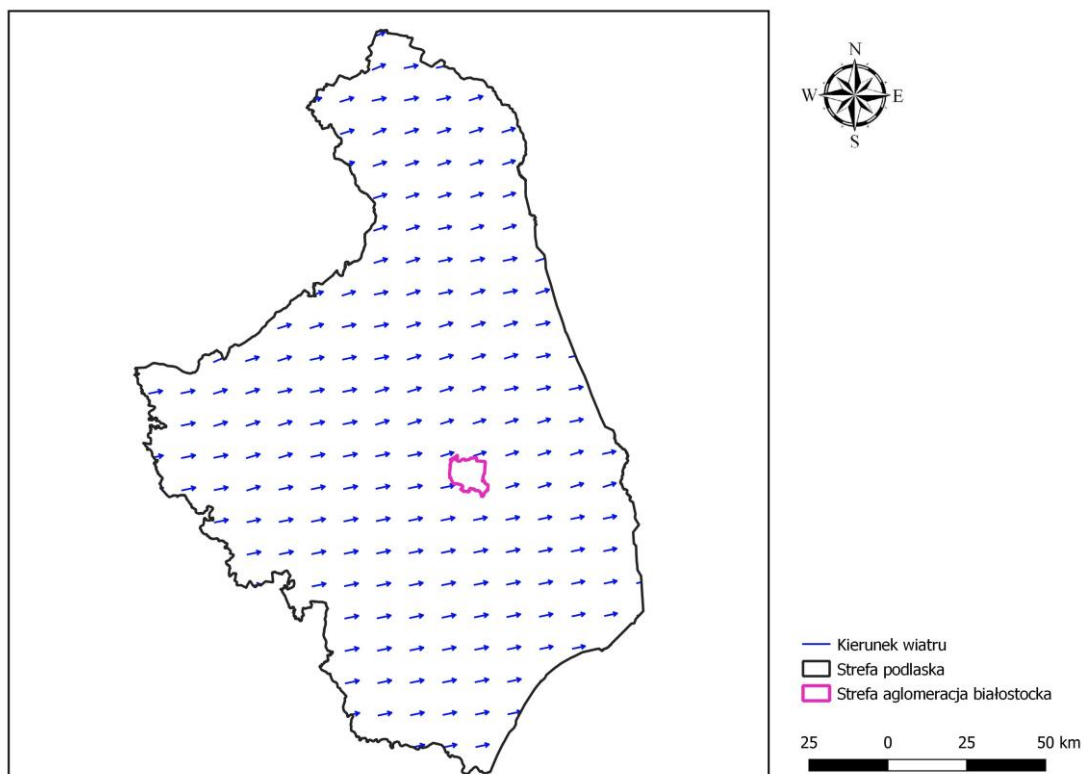 N
W E
S
Kierunek wiatru
Strefa podlaska
Strefa aglomeracja białostocka
25 0 25 50 km